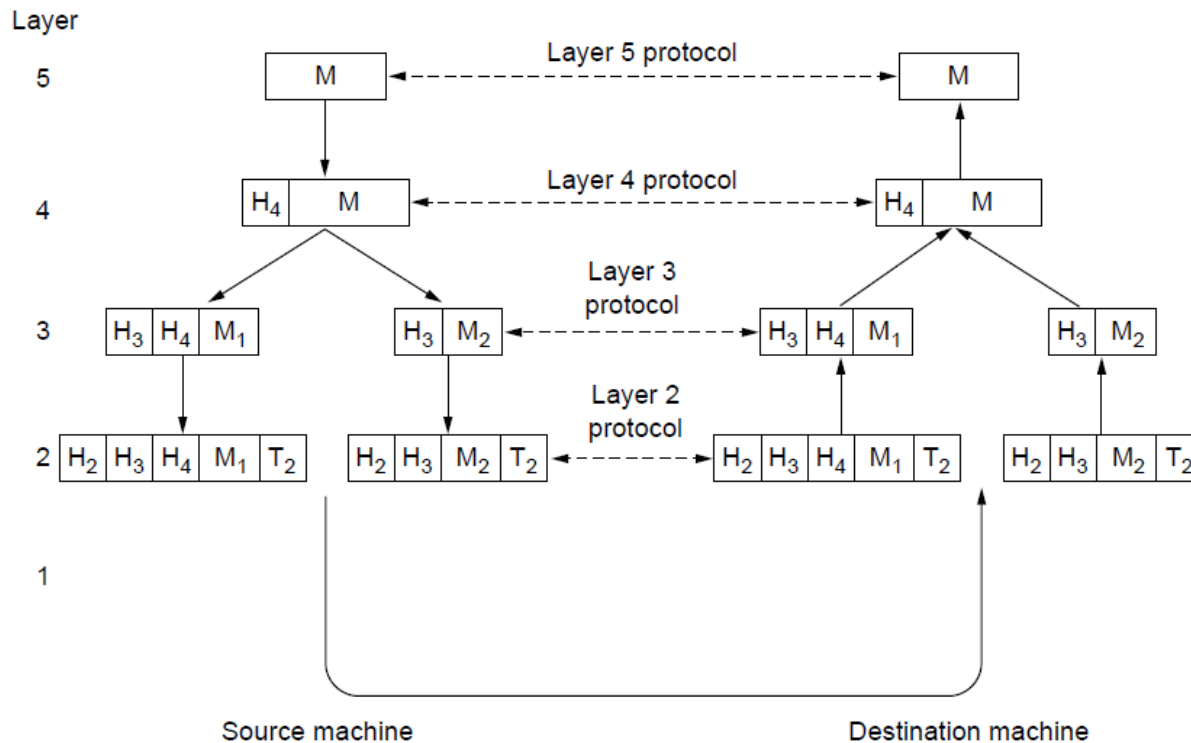 Layer
5 M Layer 5 protocol M
4 H₄ M Layer 4 protocol H₄ M
Layer 3
protocol
3 H₃ H₄ M₁ H₃ M₂ H₃ H₄ M₁ H₃ M₂
Layer 2
protocol
2 H₂ H₃ H₄ M₁ T₂ H₂ H₃ M₂ T₂ H₂ H₃ H₄ M₁ T₂ H₂ H₃ M₂ T₂
1
Source machine Destination machine